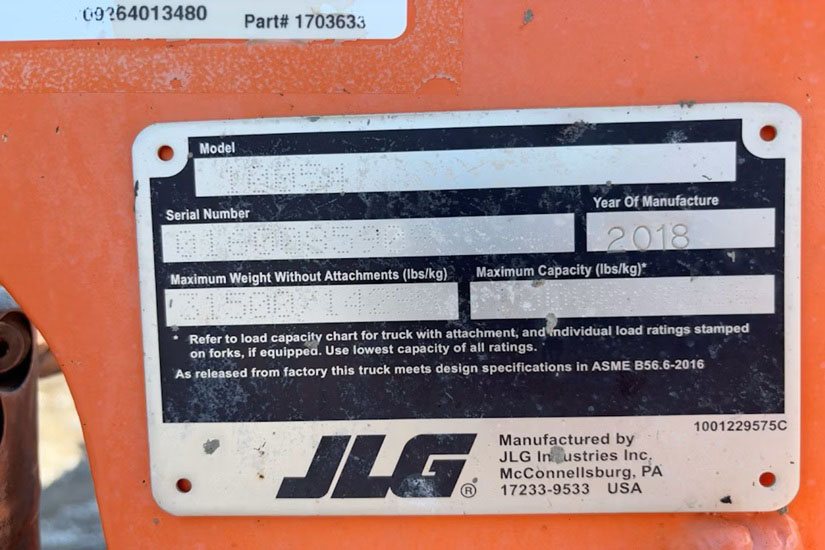 09264013480 Part# 1703633
Model
Serial Number
Year Of Manufacture
2018
Maximum Weight Without Attachments (lbs/kg)
Maximum Capacity (lbs/kg)*
* Refer to load capacity chart for truck with attachment, and individual load ratings stamped
on forks, if equipped. Use lowest capacity of all ratings.
As released from factory this truck meets design specifications in ASME B56.6-2016
1001229575C
JLG®
Manufactured by
JLG Industries Inc.
McConnellsburg, PA
17233-9533 USA